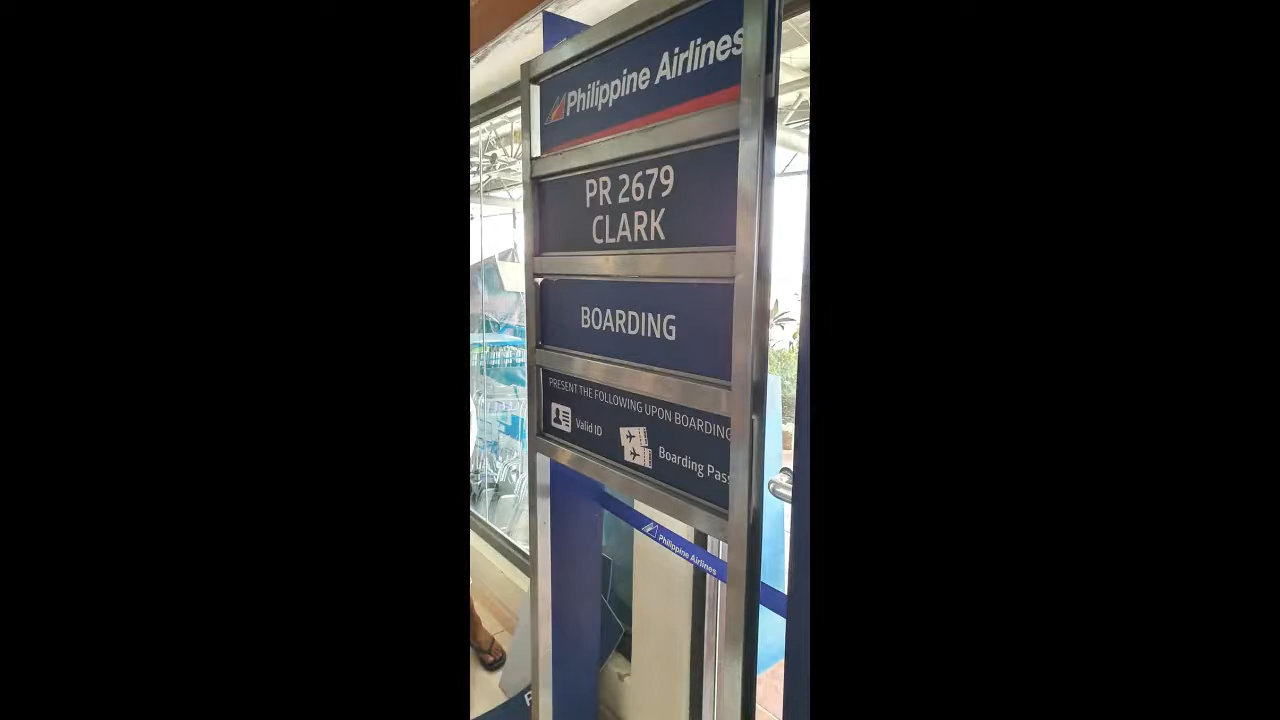 Philippine Airlines
PR 2679
CLARK
BOARDING
PRESENT THE FOLLOWING UPON BOARDING
Valid ID
Boarding Pass
Philippine Airlines